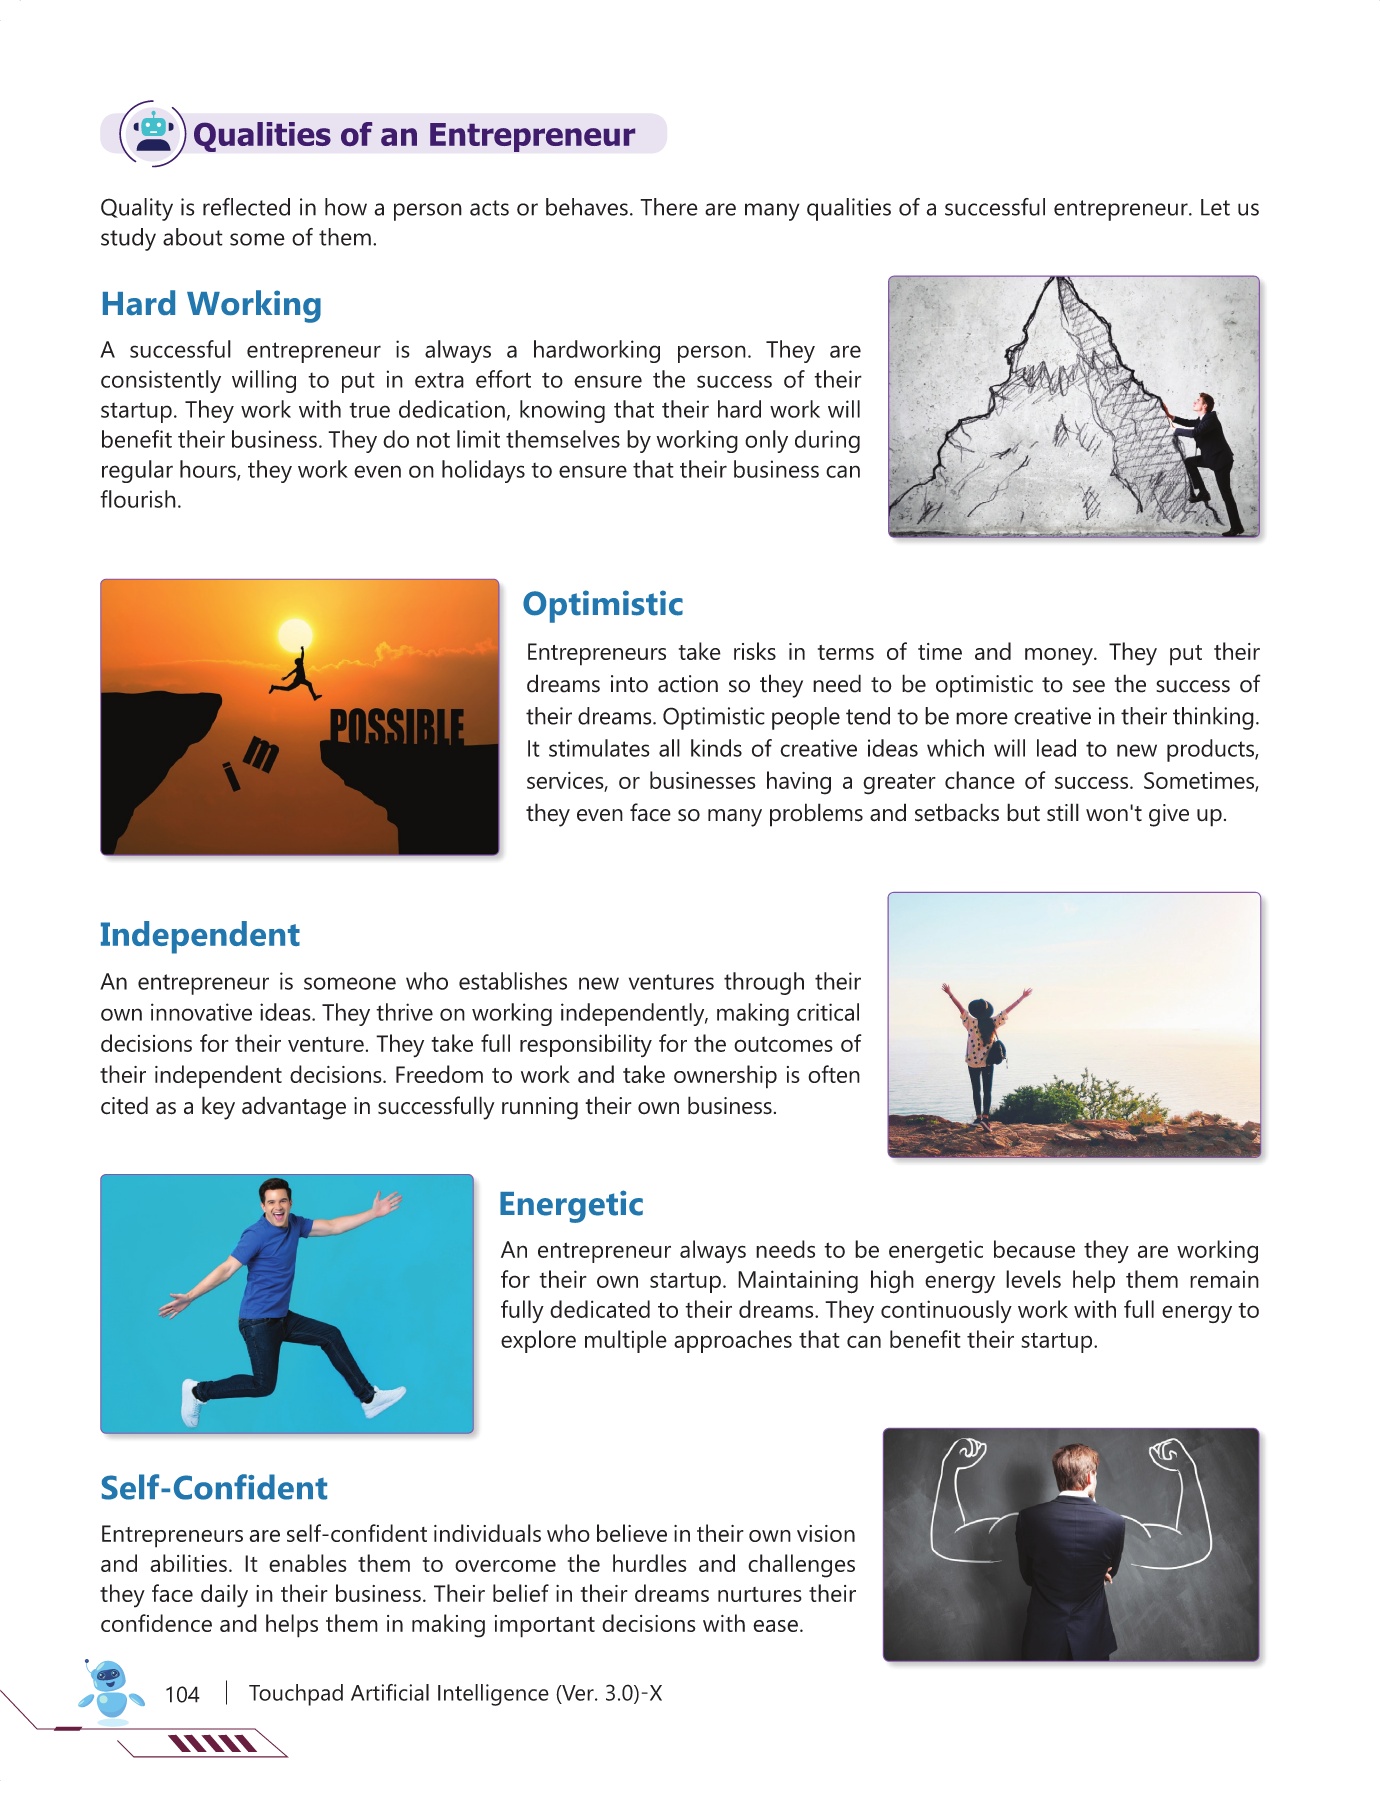 Qualities of an Entrepreneur
Quality is reflected in how a person acts or behaves. There are many qualities of a successful entrepreneur. Let us
study about some of them.
Hard Working
A successful entrepreneur is always a hardworking person. They are
consistently willing to put in extra effort to ensure the success of their
startup. They work with true dedication, knowing that their hard work will
benefit their business. They do not limit themselves by working only during
regular hours, they work even on holidays to ensure that their business can
flourish.
POSSIBLE
i m
Optimistic
Entrepreneurs take risks in terms of time and money. They put their
dreams into action so they need to be optimistic to see the success of
their dreams. Optimistic people tend to be more creative in their thinking.
It stimulates all kinds of creative ideas which will lead to new products,
services, or businesses having a greater chance of success. Sometimes,
they even face so many problems and setbacks but still won't give up.
Independent
An entrepreneur is someone who establishes new ventures through their
own innovative ideas. They thrive on working independently, making critical
decisions for their venture. They take full responsibility for the outcomes of
their independent decisions. Freedom to work and take ownership is often
cited as a key advantage in successfully running their own business.
Energetic
An entrepreneur always needs to be energetic because they are working
for their own startup. Maintaining high energy levels help them remain
fully dedicated to their dreams. They continuously work with full energy to
explore multiple approaches that can benefit their startup.
Self-Confident
Entrepreneurs are self-confident individuals who believe in their own vision
and abilities. It enables them to overcome the hurdles and challenges
they face daily in their business. Their belief in their dreams nurtures their
confidence and helps them in making important decisions with ease.
104 | Touchpad Artificial Intelligence (Ver. 3.0)-X